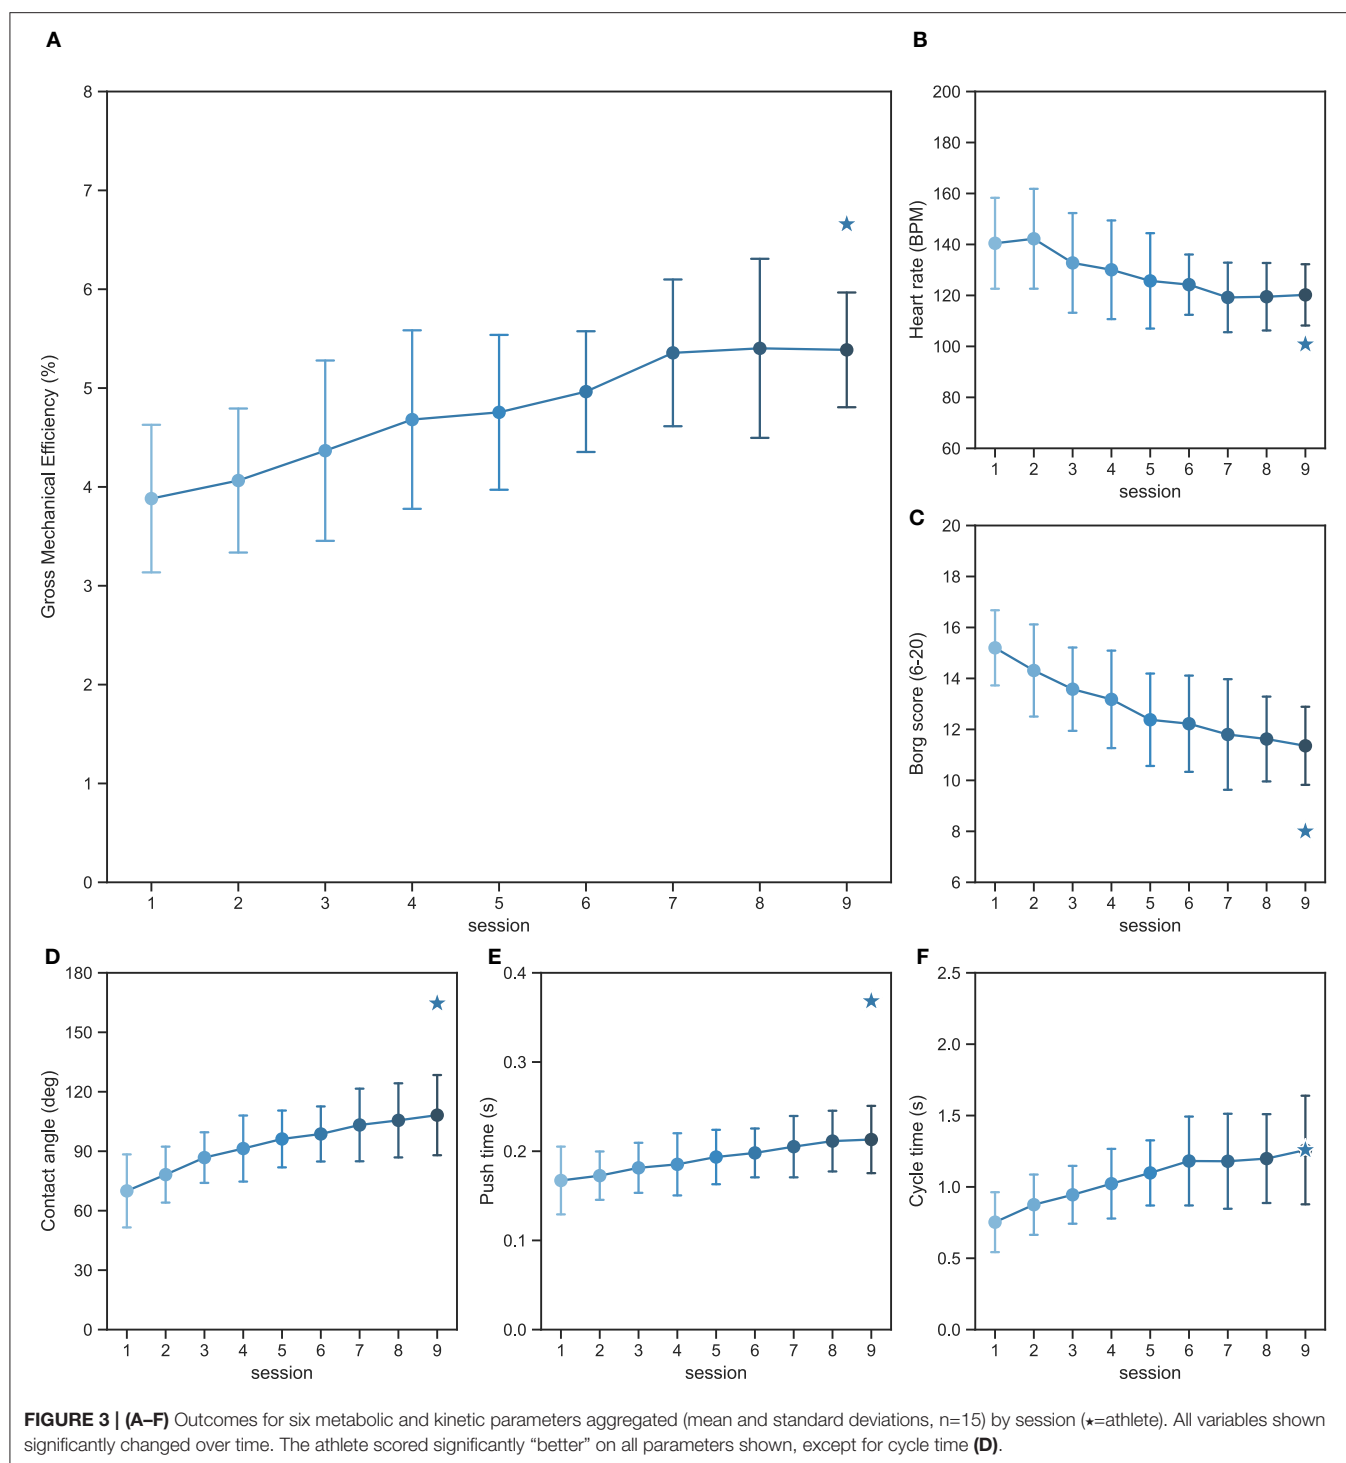 A
8
7
6
5
4
3
2
1
0
Gross Mechanical Efficiency (%)
1 2 3 4 5 6 7 8 9
session
B
200
180
160
140
120
100
80
60
Heart rate (BPM)
1 2 3 4 5 6 7 8 9
session
C
20
18
16
14
12
10
8
6
Borg score (6-20)
1 2 3 4 5 6 7 8 9
session
D
180
150
120
90
60
30
0
Contact angle (deg)
1 2 3 4 5 6 7 8 9
session
E
0.4
0.3
0.2
0.1
0.0
Push time (s)
1 2 3 4 5 6 7 8 9
session
F
2.5
2.0
1.5
1.0
0.5
0.0
Cycle time (s)
1 2 3 4 5 6 7 8 9
session
FIGURE 3 | (A–F) Outcomes for six metabolic and kinetic parameters aggregated (mean and standard deviations, n=15) by session (★=athlete). All variables shown
significantly changed over time. The athlete scored significantly “better” on all parameters shown, except for cycle time (D).